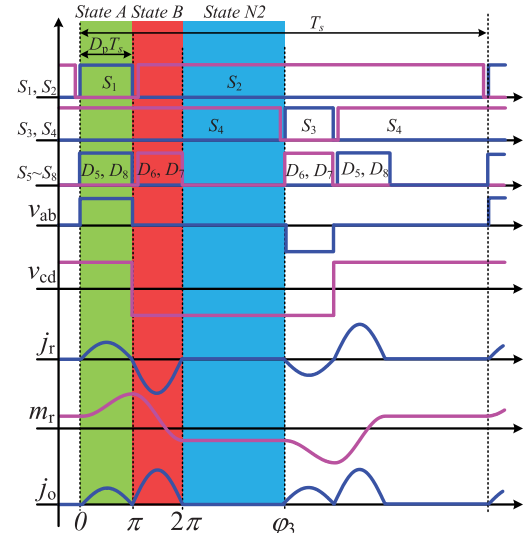 State A State B State N2
DpTs Ts
S1, S2 S1 S2
S3, S4 S4 S3 S4
S5~S8 D5, D8 D6, D7 D6, D7 D5, D8
vab
vcd
jr
mr
jo
0 π 2π φ3